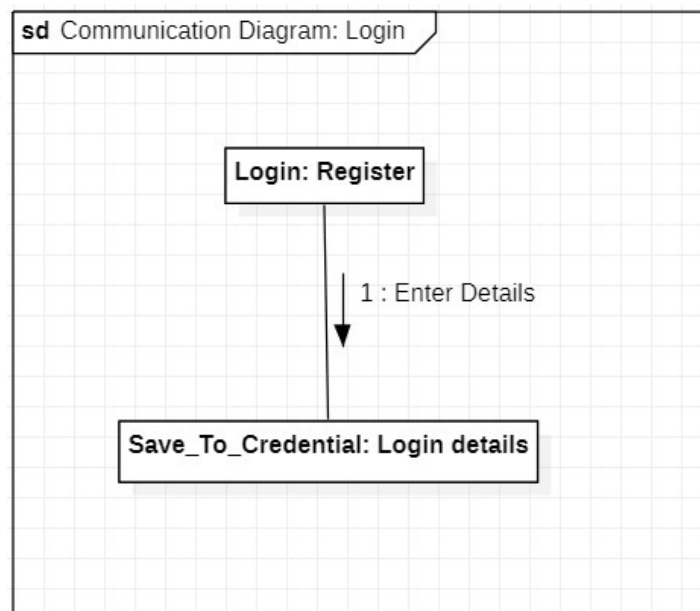 sd Communication Diagram: Login
Login: Register
1 : Enter Details
Save_To_Credential: Login details